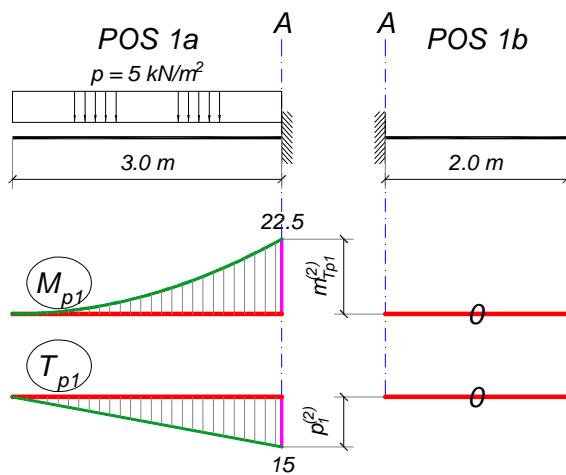 POS 1a
A
A
POS 1b
p = 5 kN/m²
3.0 m
2.0 m
22.5
M_p1
m_Tp1^(2)
0
T_p1
p_1^(2)
0
15